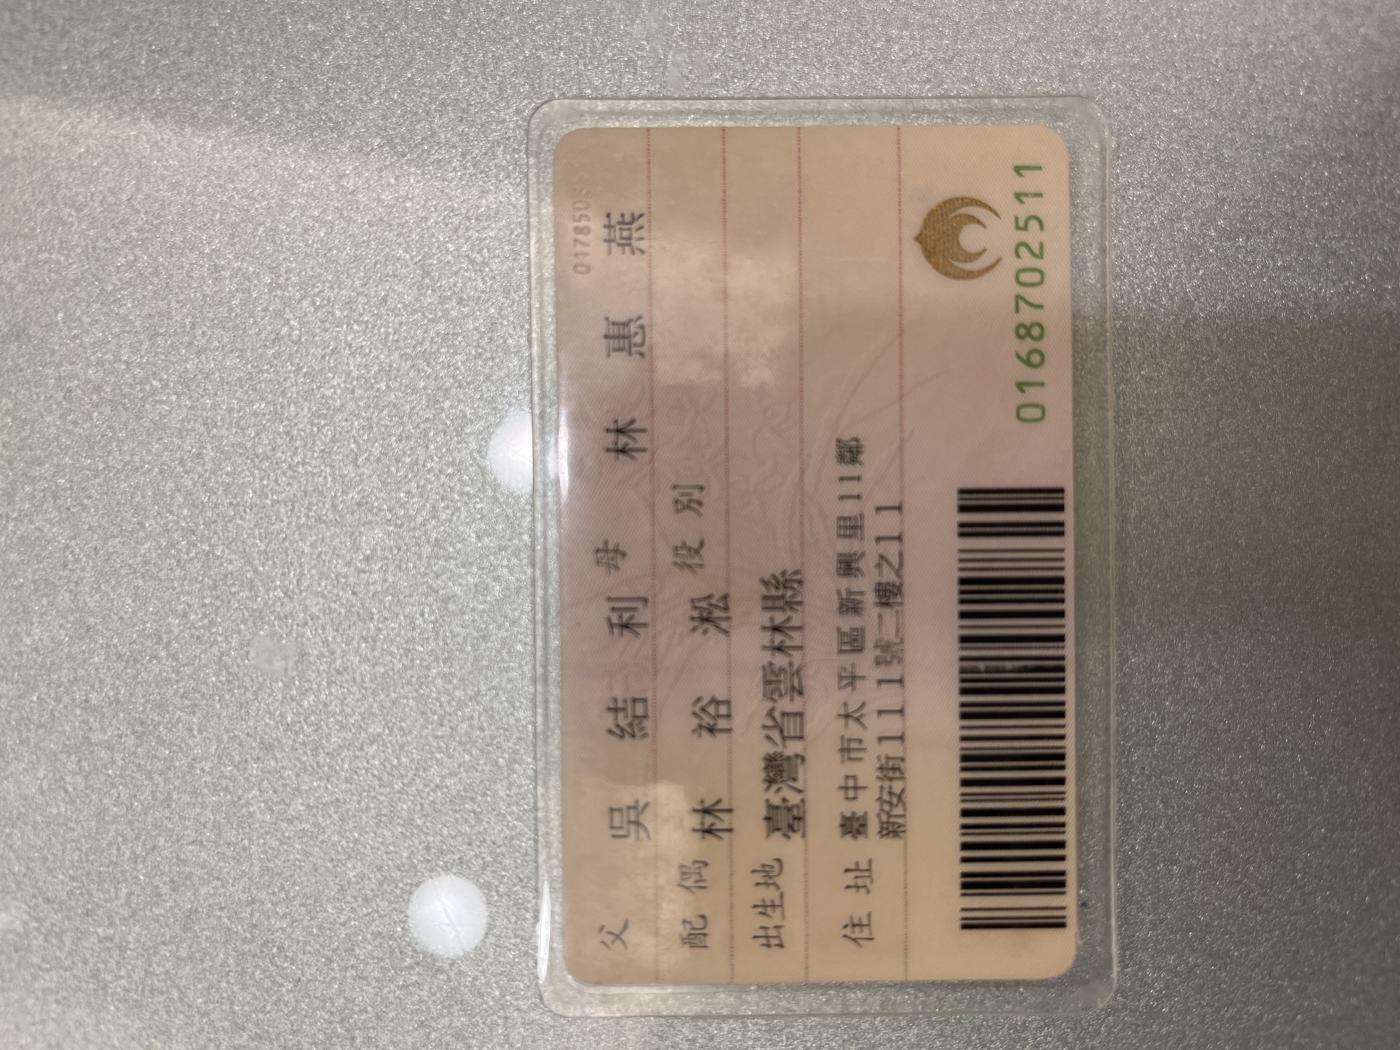 父 吳結利 母 林惠燕
配偶 林裕淞 役別
出生地 臺灣省雲林縣
住址 臺中市太平區新興里11鄰
新安街111號二樓之11
0168702511